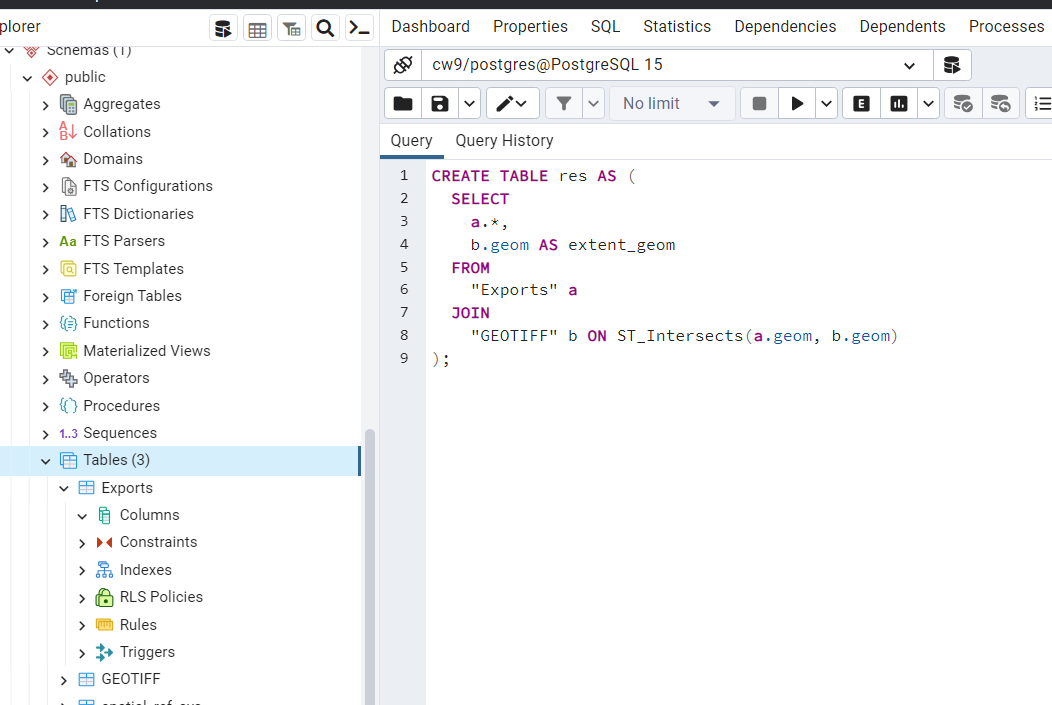 plorer
Schemas (1)
public
Aggregates
Collations
Domains
FTS Configurations
FTS Dictionaries
Aa FTS Parsers
FTS Templates
Foreign Tables
Functions
Materialized Views
Operators
Procedures
1..3 Sequences
Tables (3)
Exports
Columns
Constraints
Indexes
RLS Policies
Rules
Triggers
GEOTIFF
Dashboard Properties SQL Statistics Dependencies Dependents Processes
cw9/postgres@PostgreSQL 15
No limit E
Query Query History
1 CREATE TABLE res AS (
2 SELECT
3 a.*,
4 b.geom AS extent_geom
5 FROM
6 "Exports" a
7 JOIN
8 "GEOTIFF" b ON ST_Intersects(a.geom, b.geom)
9 );